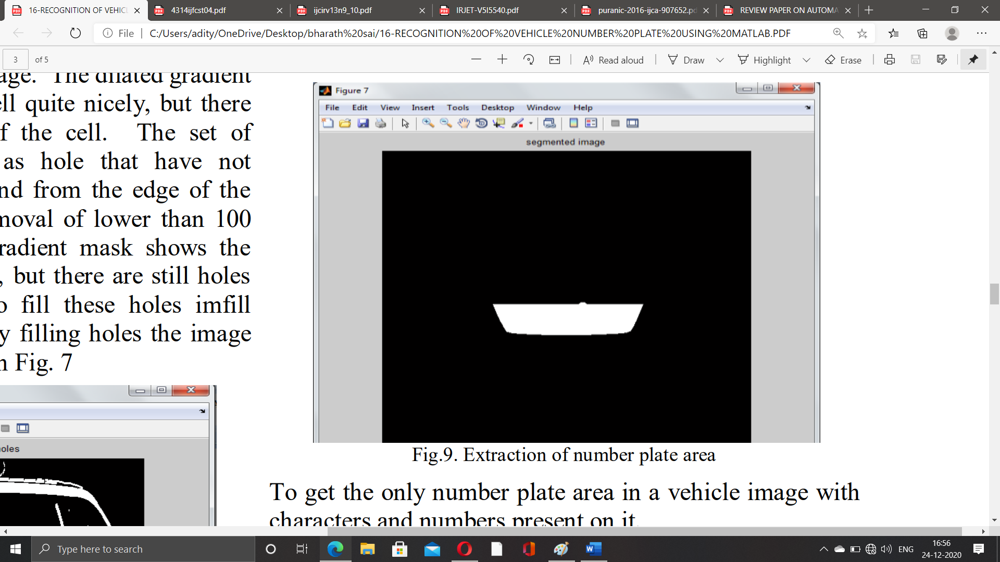 16-RECOGNITION OF VEHICL
4314ijfcst04.pdf
ijcirv13n9_10.pdf
IRJET-V5I5540.pdf
puranic-2016-ijca-907652.pd
REVIEW PAPER ON AUTOMA
File
C:/Users/adity/OneDrive/Desktop/bharath%20sai/16-RECOGNITION%20OF%20VEHICLE%20NUMBER%20PLATE%20USING%20MATLAB.PDF
3 of 5
Read aloud
Draw
Highlight
Erase
age. The dilated gradient
ell quite nicely, but there
f the cell. The set of
as hole that have not
nd from the edge of the
moval of lower than 100
radient mask shows the
, but there are still holes
o fill these holes imfill
y filling holes the image
n Fig. 7
oles
Figure 7
File Edit View Insert Tools Desktop Window Help
segmented image
Fig.9. Extraction of number plate area
To get the only number plate area in a vehicle image with
characters and numbers present on it.
Type here to search
ENG
16:56
24-12-2020